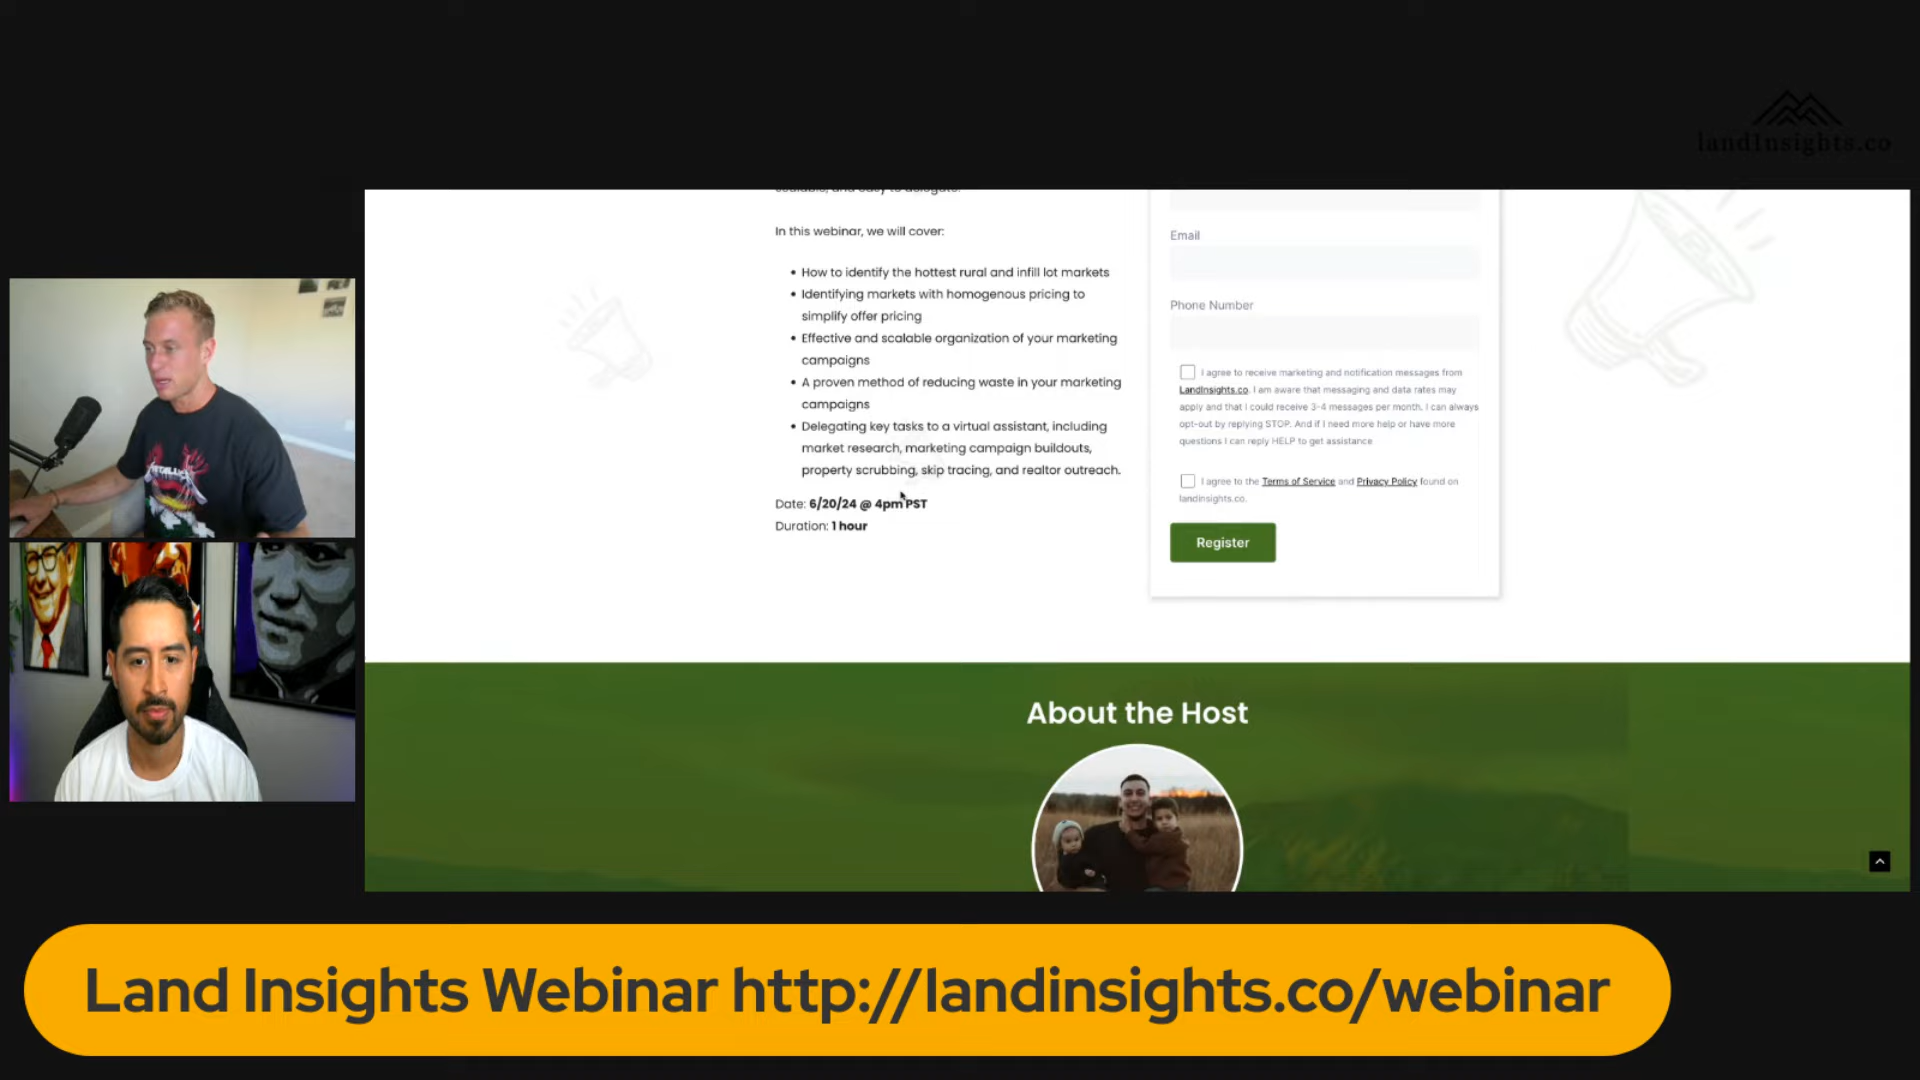 landInsights.co
scalable, and easy to delegate.
In this webinar, we will cover:
• How to identify the hottest rural and infill lot markets
• Identifying markets with homogenous pricing to
simplify offer pricing
• Effective and scalable organization of your marketing
campaigns
• A proven method of reducing waste in your marketing
campaigns
• Delegating key tasks to a virtual assistant, including
market research, marketing campaign buildouts,
property scrubbing, skip tracing, and realtor outreach.
Date: 6/20/24 @ 4pm PST
Duration: 1 hour
Email
Phone Number
I agree to receive marketing and notification messages from
LandInsights.co. I am aware that messaging and data rates may
apply and that I could receive 3-4 messages per month, I can always
opt-out by replying STOP. And if I need more help or have more
questions I can reply HELP to get assistance
I agree to the Terms of Service and Privacy Policy found on
landinsights.co.
Register
About the Host
METALLICA
Land Insights Webinar http://landinsights.co/webinar